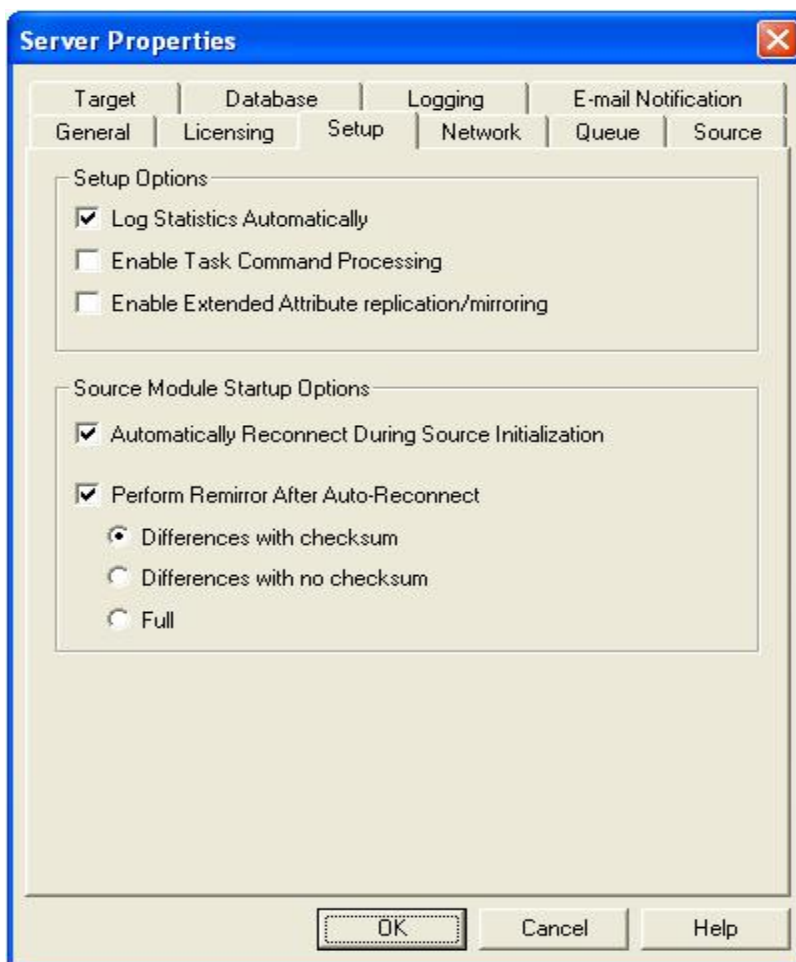 Server Properties
Target Database Logging E-mail Notification
General Licensing Setup Network Queue Source
Setup Options
Log Statistics Automatically
Enable Task Command Processing
Enable Extended Attribute replication/mirroring
Source Module Startup Options
Automatically Reconnect During Source Initialization
Perform Remirror After Auto-Reconnect
Differences with checksum
Differences with no checksum
Full
OK Cancel Help